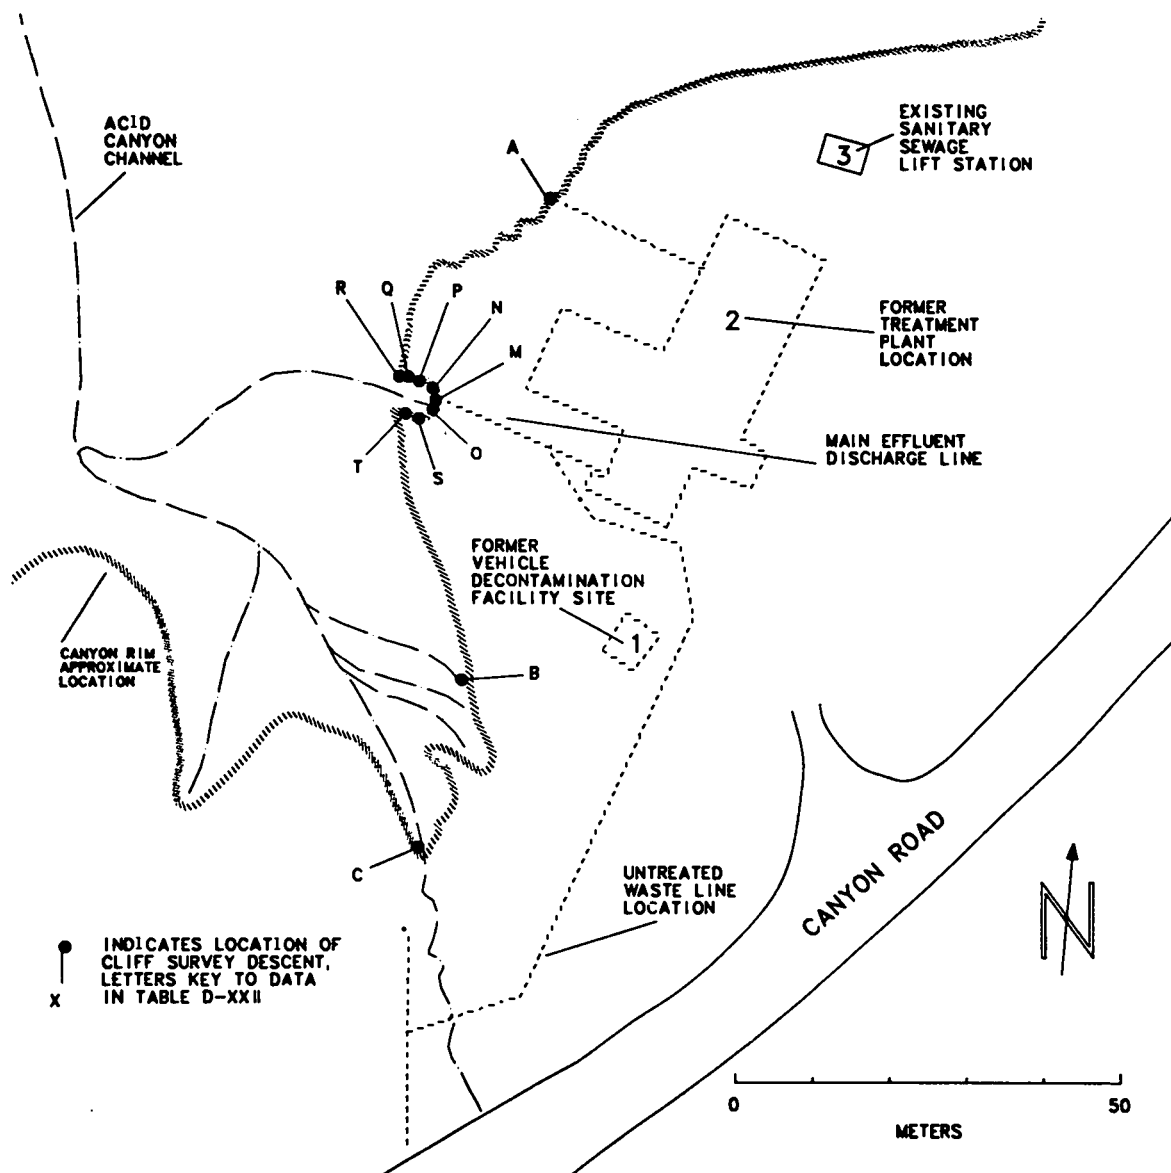 ACID
CANYON
CHANNEL
A
3
EXISTING
SANITARY
SEWAGE
LIFT STATION
R
Q
P
N
M
2
FORMER
TREATMENT
PLANT
LOCATION
T
S
O
MAIN EFFLUENT
DISCHARGE LINE
FORMER
VEHICLE
DECONTAMINATION
FACILITY SITE
1
CANYON RIM
APPROXIMATE
LOCATION
B
C
UNTREATED
WASTE LINE
LOCATION
CANYON ROAD
N
INDICATES LOCATION OF
CLIFF SURVEY DESCENT,
LETTERS KEY TO DATA
X IN TABLE D-XXII
0 50
METERS